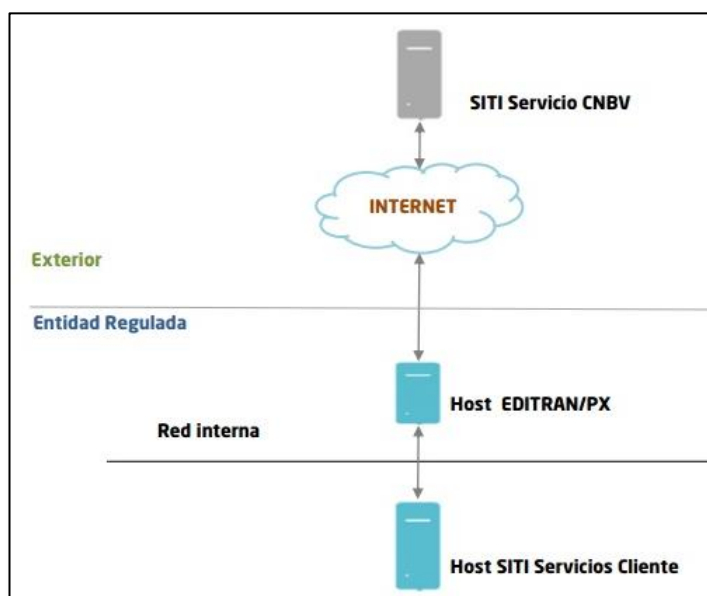 SITI Servicio CNBV
INTERNET
Exterior
Entidad Regulada
Host EDITRAN/PX
Red interna
Host SITI Servicios Cliente